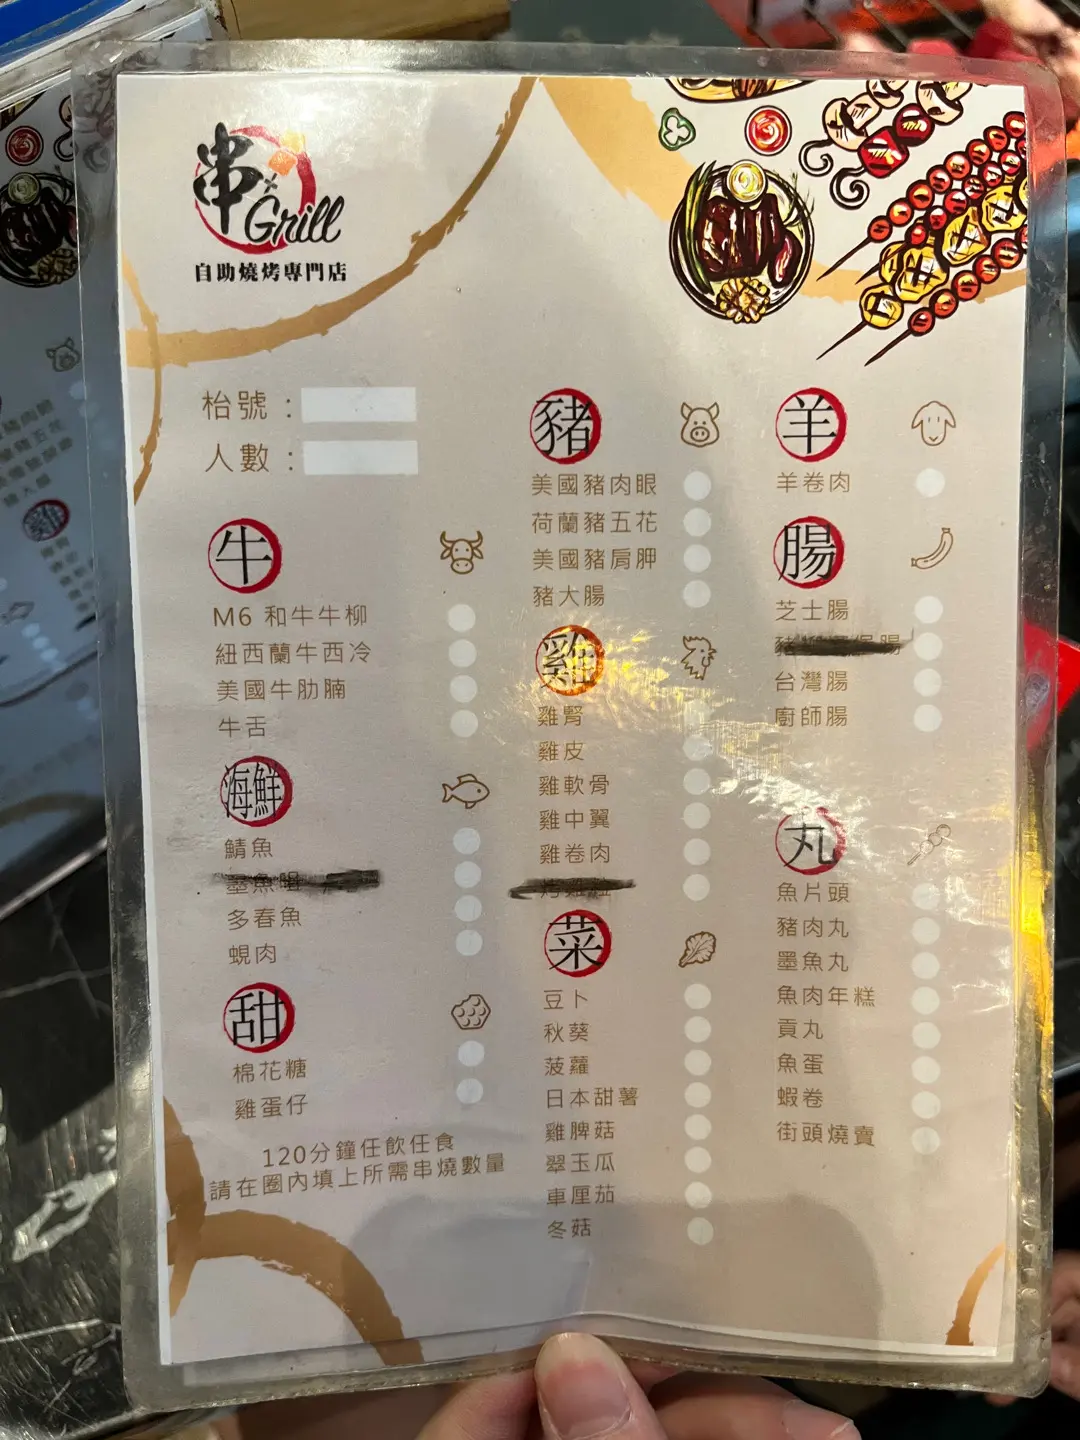 串
Grill
自助燒烤專門店
枱號：
人數：
牛
M6 和牛牛柳
紐西蘭牛西冷
美國牛肋腩
牛舌
海鮮
鯖魚
墨魚
多春魚
蜆肉
甜
棉花糖
雞蛋仔
120分鐘任飲任食
請在圈內填上所需串燒數量
豬
美國豬肉眼
荷蘭豬五花
美國豬肩胛
豬大腸
雞
雞腎
雞皮
雞軟骨
雞中翼
雞卷肉
菜
豆卜
秋葵
菠蘿
日本甜薯
雞脾菇
翠玉瓜
車厘茄
冬菇
羊
羊卷肉
腸
芝士腸
豬
腸
台灣腸
廚師腸
丸
魚片頭
豬肉丸
墨魚丸
魚肉年糕
貢丸
魚蛋
蝦卷
街頭燒賣